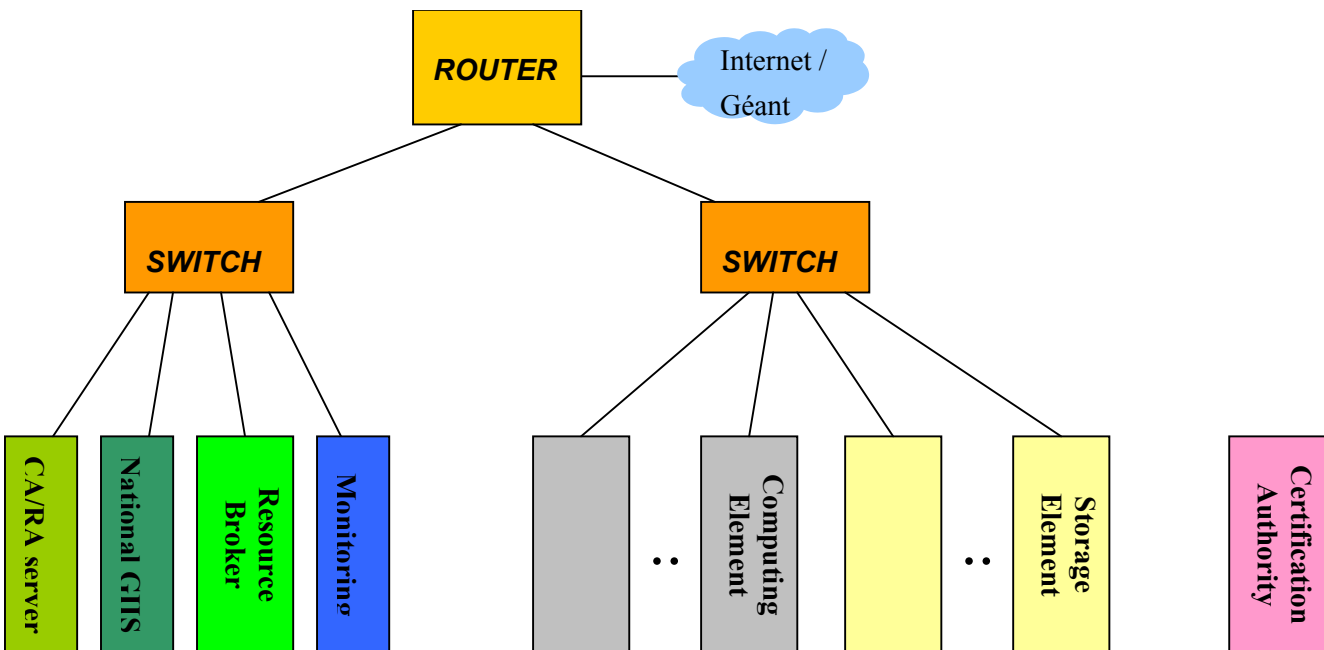 ROUTER
Internet /
Géant
SWITCH
SWITCH
CA/RA server
National GIIS
Resource
Broker
Monitoring
..
Computing
Element
..
Storage
Element
Certification
Authority